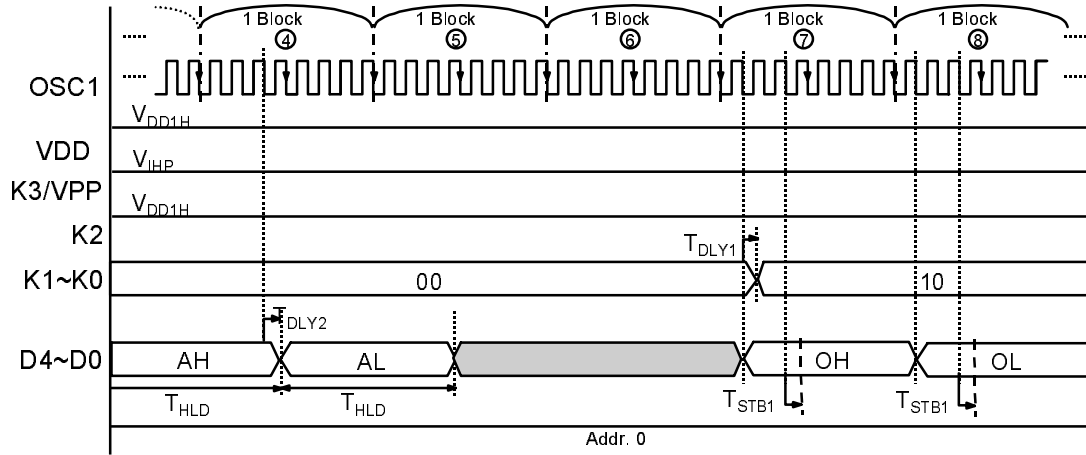 1 Block 1 Block 1 Block 1 Block 1 Block
④ ⑤ ⑥ ⑦ ⑧
OSC1
VDD1H
VDD
VIHP
K3/VPP
VDD1H
K2
TDLY1
K1~K0 00 10
TDLY2
D4~D0 AH AL OH OL
THLD THLD TSTB1 TSTB1
Addr. 0